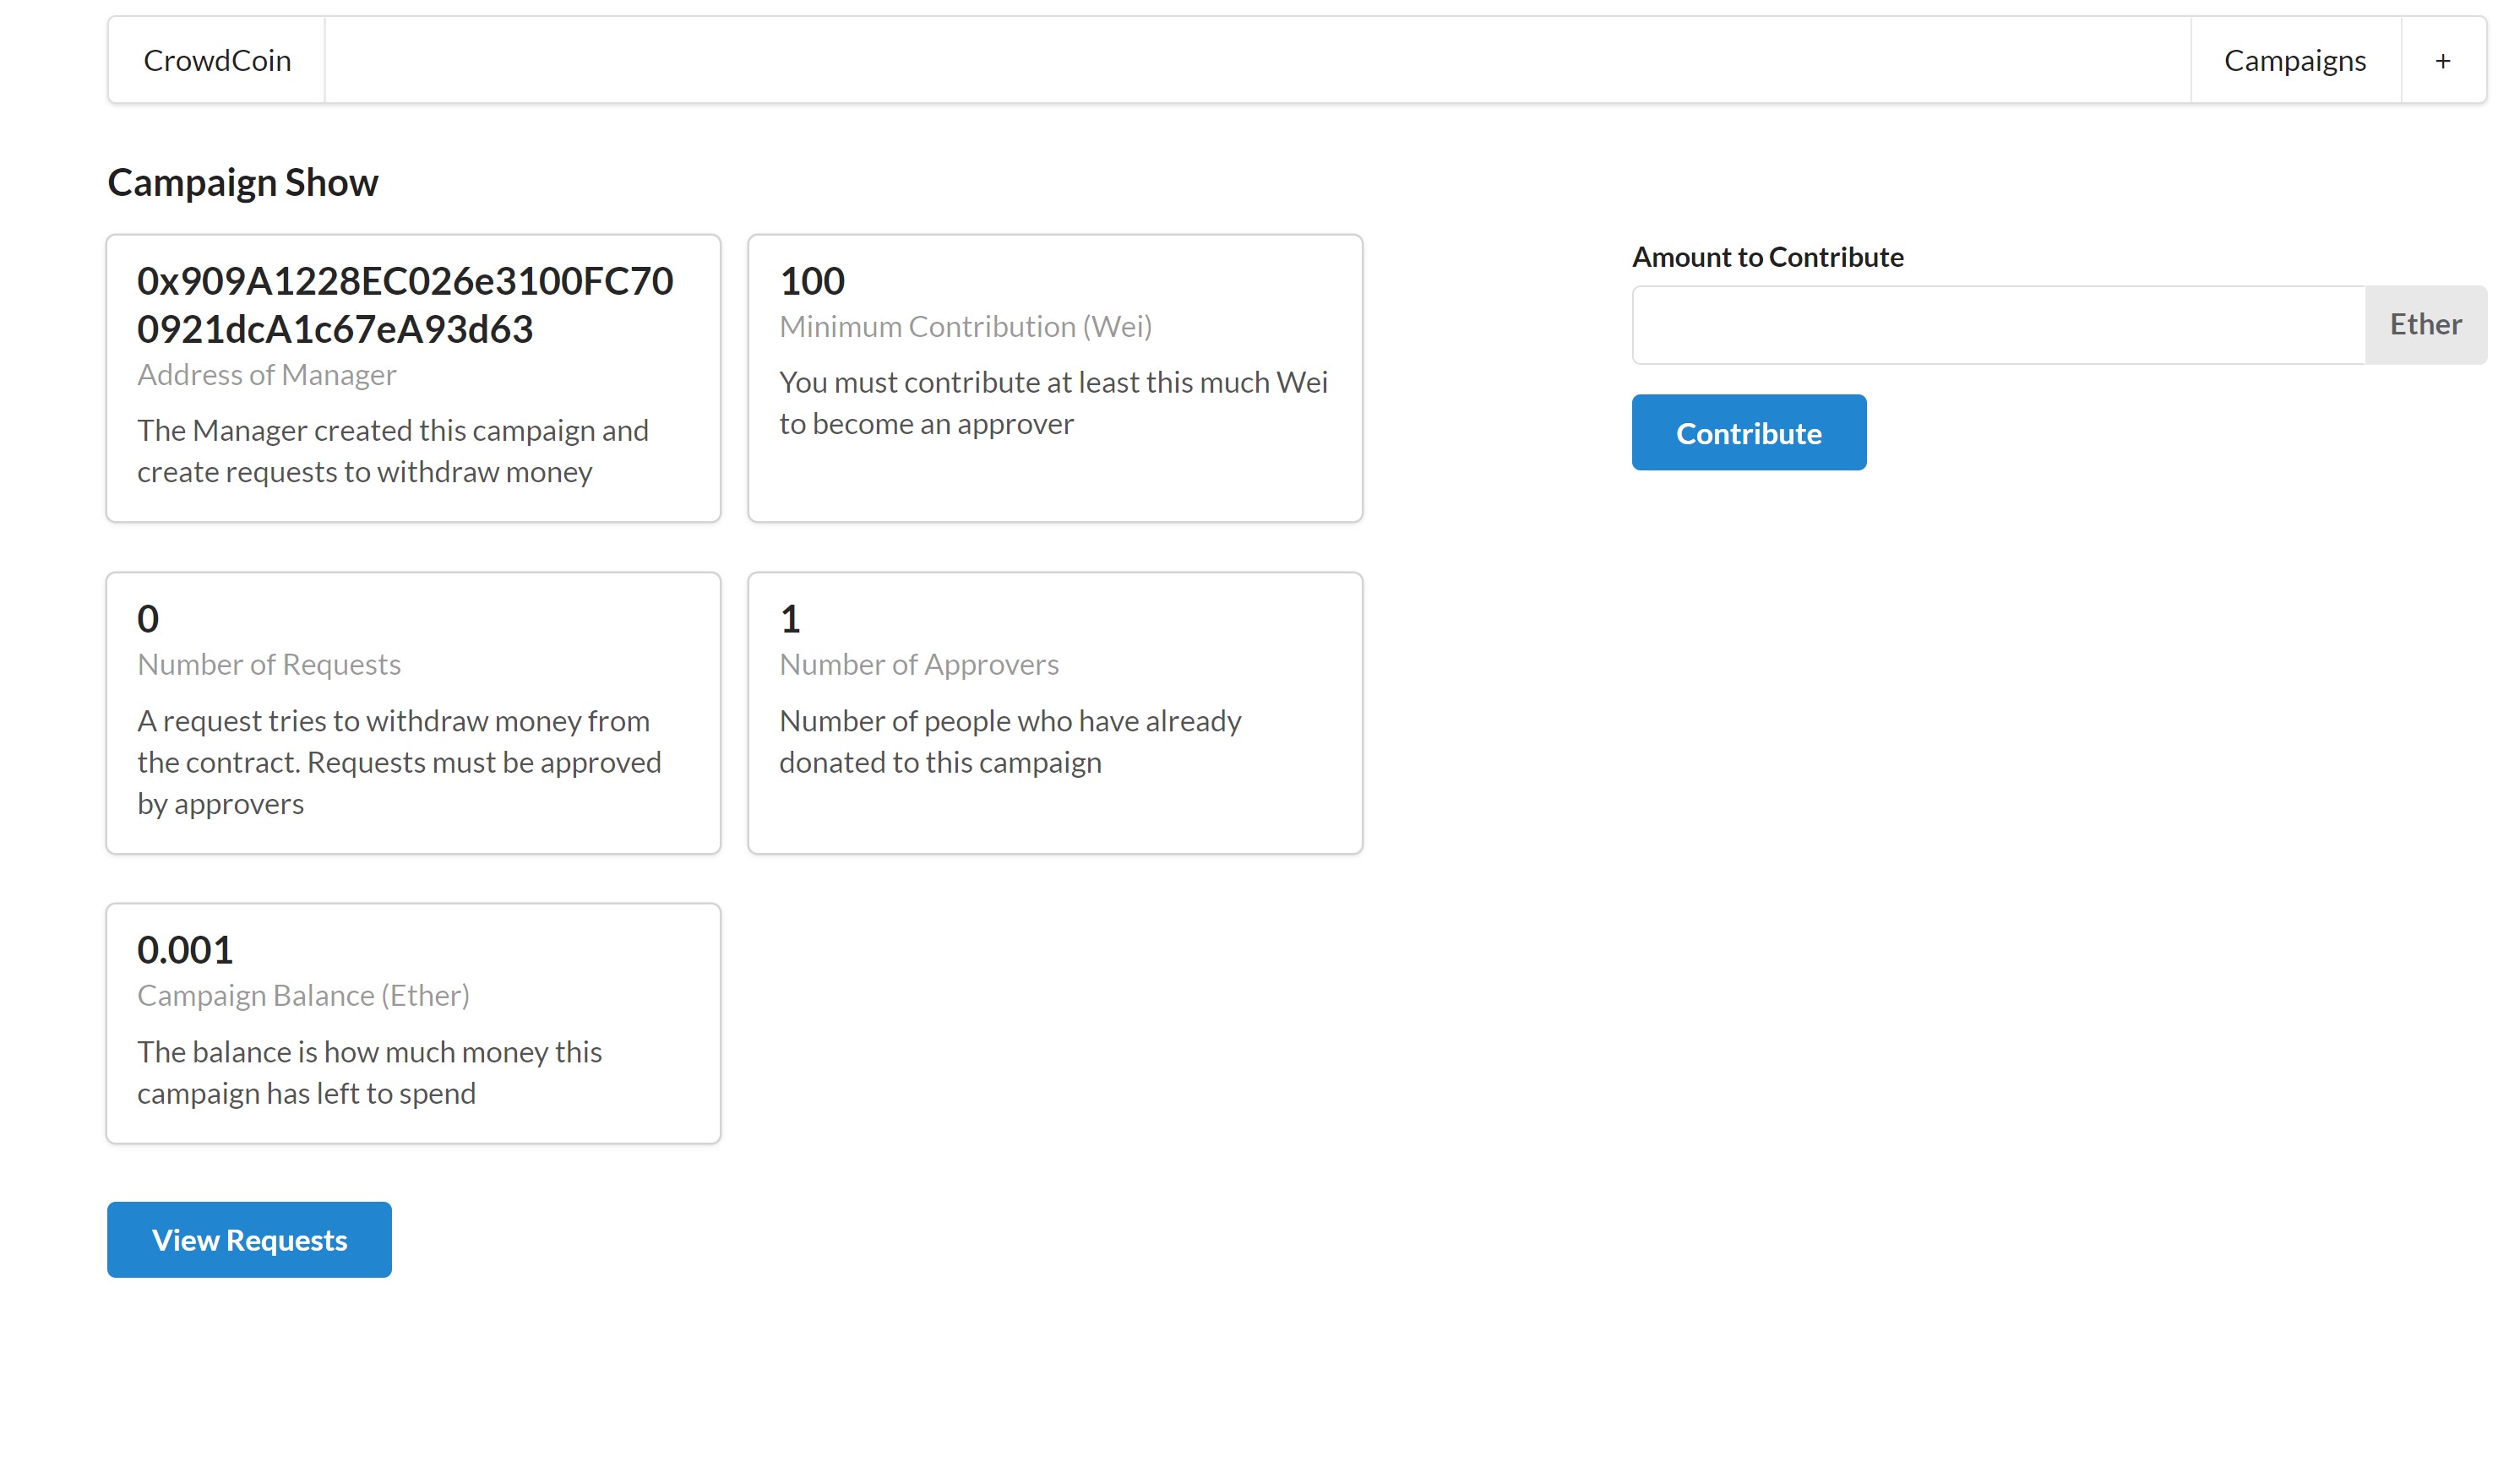 CrowdCoin
Campaigns
+
Campaign Show
0x909A1228EC026e3100FC70
0921dcA1c67eA93d63
Address of Manager
The Manager created this campaign and
create requests to withdraw money
100
Minimum Contribution (Wei)
You must contribute at least this much Wei
to become an approver
0
Number of Requests
A request tries to withdraw money from
the contract. Requests must be approved
by approvers
1
Number of Approvers
Number of people who have already
donated to this campaign
0.001
Campaign Balance (Ether)
The balance is how much money this
campaign has left to spend
View Requests
Amount to Contribute
Ether
Contribute